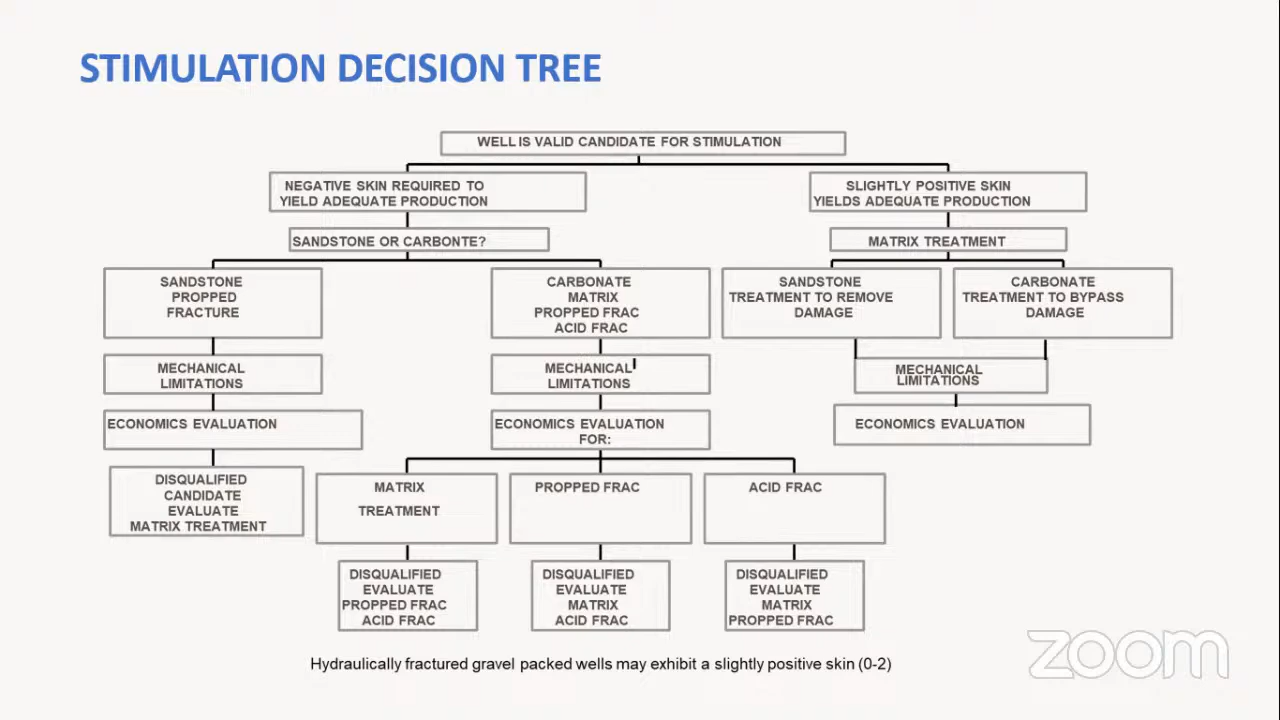 STIMULATION DECISION TREE
WELL IS VALID CANDIDATE FOR STIMULATION
NEGATIVE SKIN REQUIRED TO
YIELD ADEQUATE PRODUCTION
SLIGHTLY POSITIVE SKIN
YIELDS ADEQUATE PRODUCTION
SANDSTONE OR CARBONTE?
MATRIX TREATMENT
SANDSTONE
PROPPED
FRACTURE
CARBONATE
MATRIX
PROPPED FRAC
ACID FRAC
SANDSTONE
TREATMENT TO REMOVE
DAMAGE
CARBONATE
TREATMENT TO BYPASS
DAMAGE
MECHANICAL
LIMITATIONS
MECHANICAL
LIMITATIONS
MECHANICAL
LIMITATIONS
ECONOMICS EVALUATION
ECONOMICS EVALUATION
FOR:
ECONOMICS EVALUATION
DISQUALIFIED
CANDIDATE
EVALUATE
MATRIX TREATMENT
MATRIX
TREATMENT
PROPPED FRAC
ACID FRAC
DISQUALIFIED
EVALUATE
PROPPED FRAC
ACID FRAC
DISQUALIFIED
EVALUATE
MATRIX
ACID FRAC
DISQUALIFIED
EVALUATE
MATRIX
PROPPED FRAC
Hydraulically fractured gravel packed wells may exhibit a slightly positive skin (0-2)
zoom